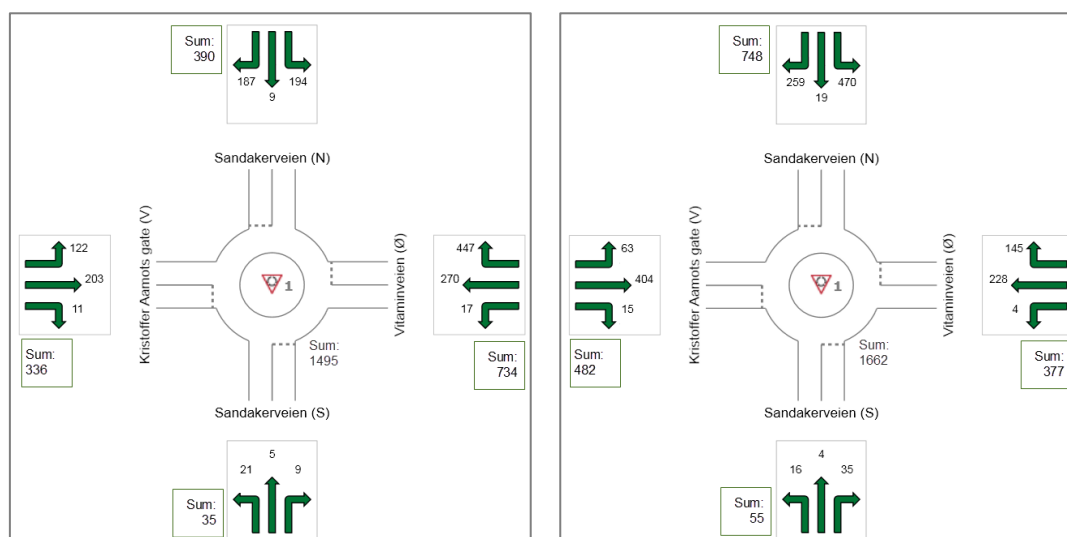 Sum:
390
187
194
9
Sandakerveien (N)
Kristoffer Aamots gate (V)
122
203
11
Sum:
336
1
Vitaminveien (Ø)
447
270
17
Sum:
734
Sum:
1495
Sandakerveien (S)
5
21
9
Sum:
35
Sum:
748
259
470
19
Sandakerveien (N)
Kristoffer Aamots gate (V)
63
404
15
Sum:
482
1
Vitaminveien (Ø)
145
228
4
Sum:
377
Sum:
1662
Sandakerveien (S)
4
16
35
Sum:
55